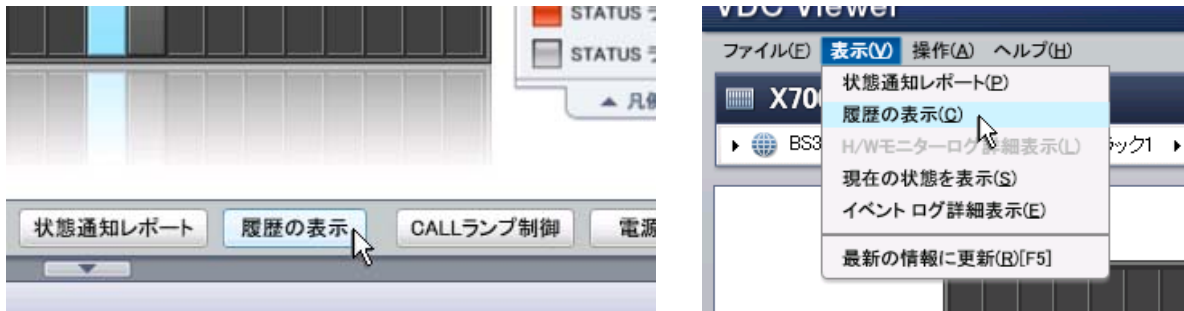 STATUS
STATUS
▲ 凡
状態通知レポート 履歴の表示 CALLランプ制御 電源
VDC Viewer
ファイル(F) 表示(V) 操作(A) ヘルプ(H)
X70
状態通知レポート(P)
履歴の表示(C)
BS3 H/Wモニターログ詳細表示(L) ラック1
現在の状態を表示(S)
イベント ログ詳細表示(E)
最新の情報に更新(R)[F5]